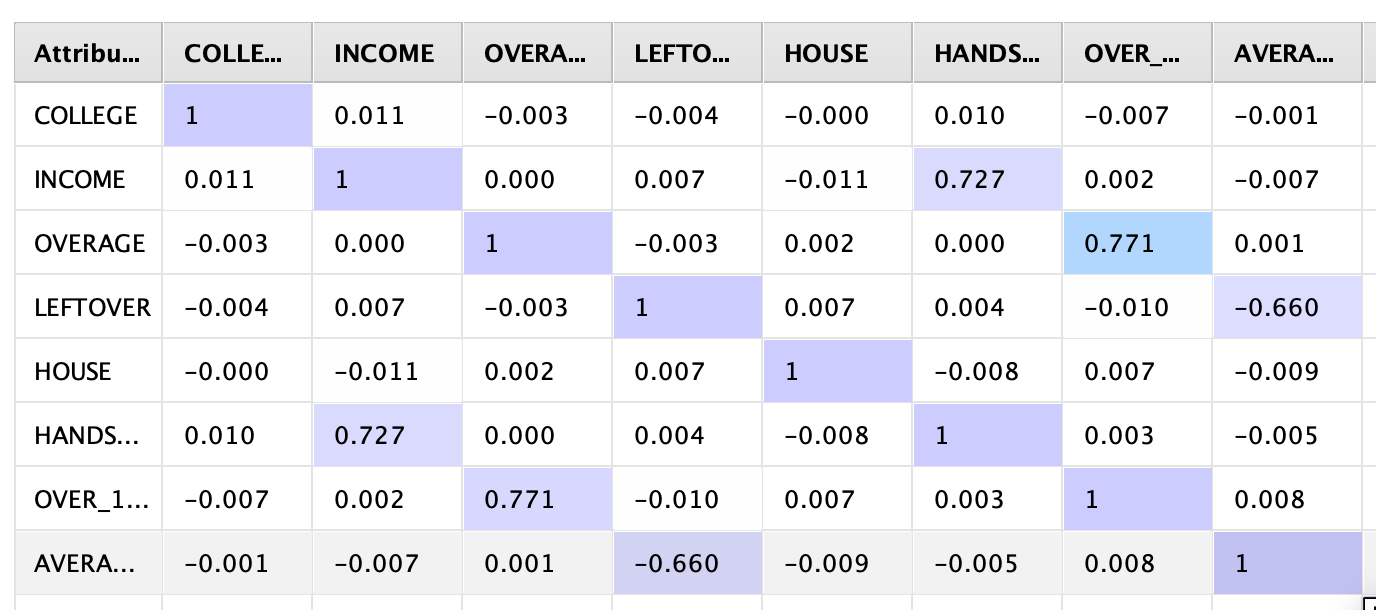 Attribu... COLLE... INCOME OVERA... LEFTO... HOUSE HANDS... OVER_... AVERA...
COLLEGE 1 0.011 -0.003 -0.004 -0.000 0.010 -0.007 -0.001
INCOME 0.011 1 0.000 0.007 -0.011 0.727 0.002 -0.007
OVERAGE -0.003 0.000 1 -0.003 0.002 0.000 0.771 0.001
LEFTOVER -0.004 0.007 -0.003 1 0.007 0.004 -0.010 -0.660
HOUSE -0.000 -0.011 0.002 0.007 1 -0.008 0.007 -0.009
HANDS... 0.010 0.727 0.000 0.004 -0.008 1 0.003 -0.005
OVER_1... -0.007 0.002 0.771 -0.010 0.007 0.003 1 0.008
AVERA... -0.001 -0.007 0.001 -0.660 -0.009 -0.005 0.008 1